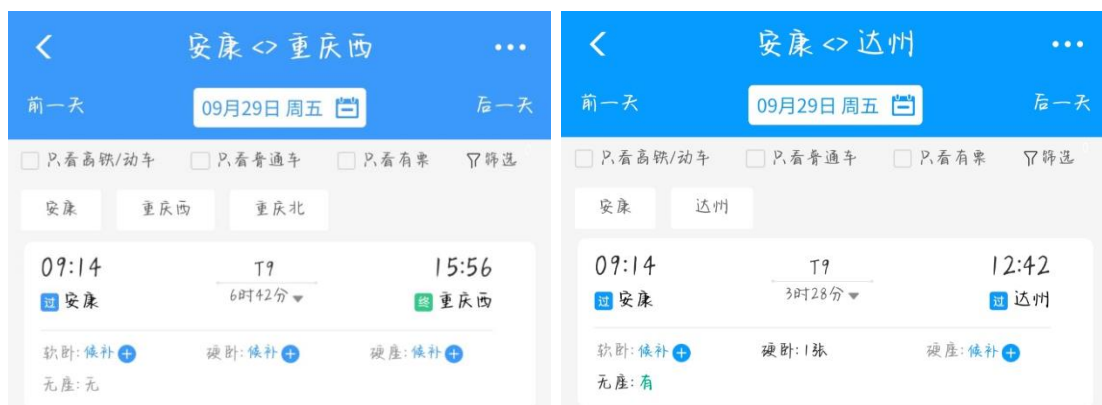 安康<>重庆西
前一天 09月29日 周五 后一天
只看高铁/动车 只看普通车 只看有票 筛选
安康 重庆西 重庆北
09:14 T9 15:56
过 安康 6时42分 终 重庆西
软卧:候补 硬卧:候补 硬座:候补
无座:无
安康<>达州
前一天 09月29日 周五 后一天
只看高铁/动车 只看普通车 只看有票 筛选
安康 达州
09:14 T9 12:42
过 安康 3时28分 过 达州
软卧:候补 硬卧:1张 硬座:候补
无座:有